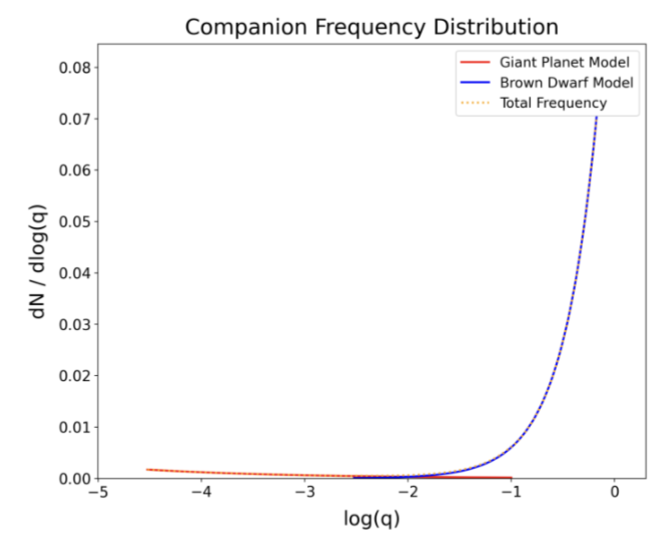 Companion Frequency Distribution
Giant Planet Model
Brown Dwarf Model
Total Frequency
dN / dlog(q)
0.08
0.07
0.06
0.05
0.04
0.03
0.02
0.01
0.00
−5 −4 −3 −2 −1 0
log(q)